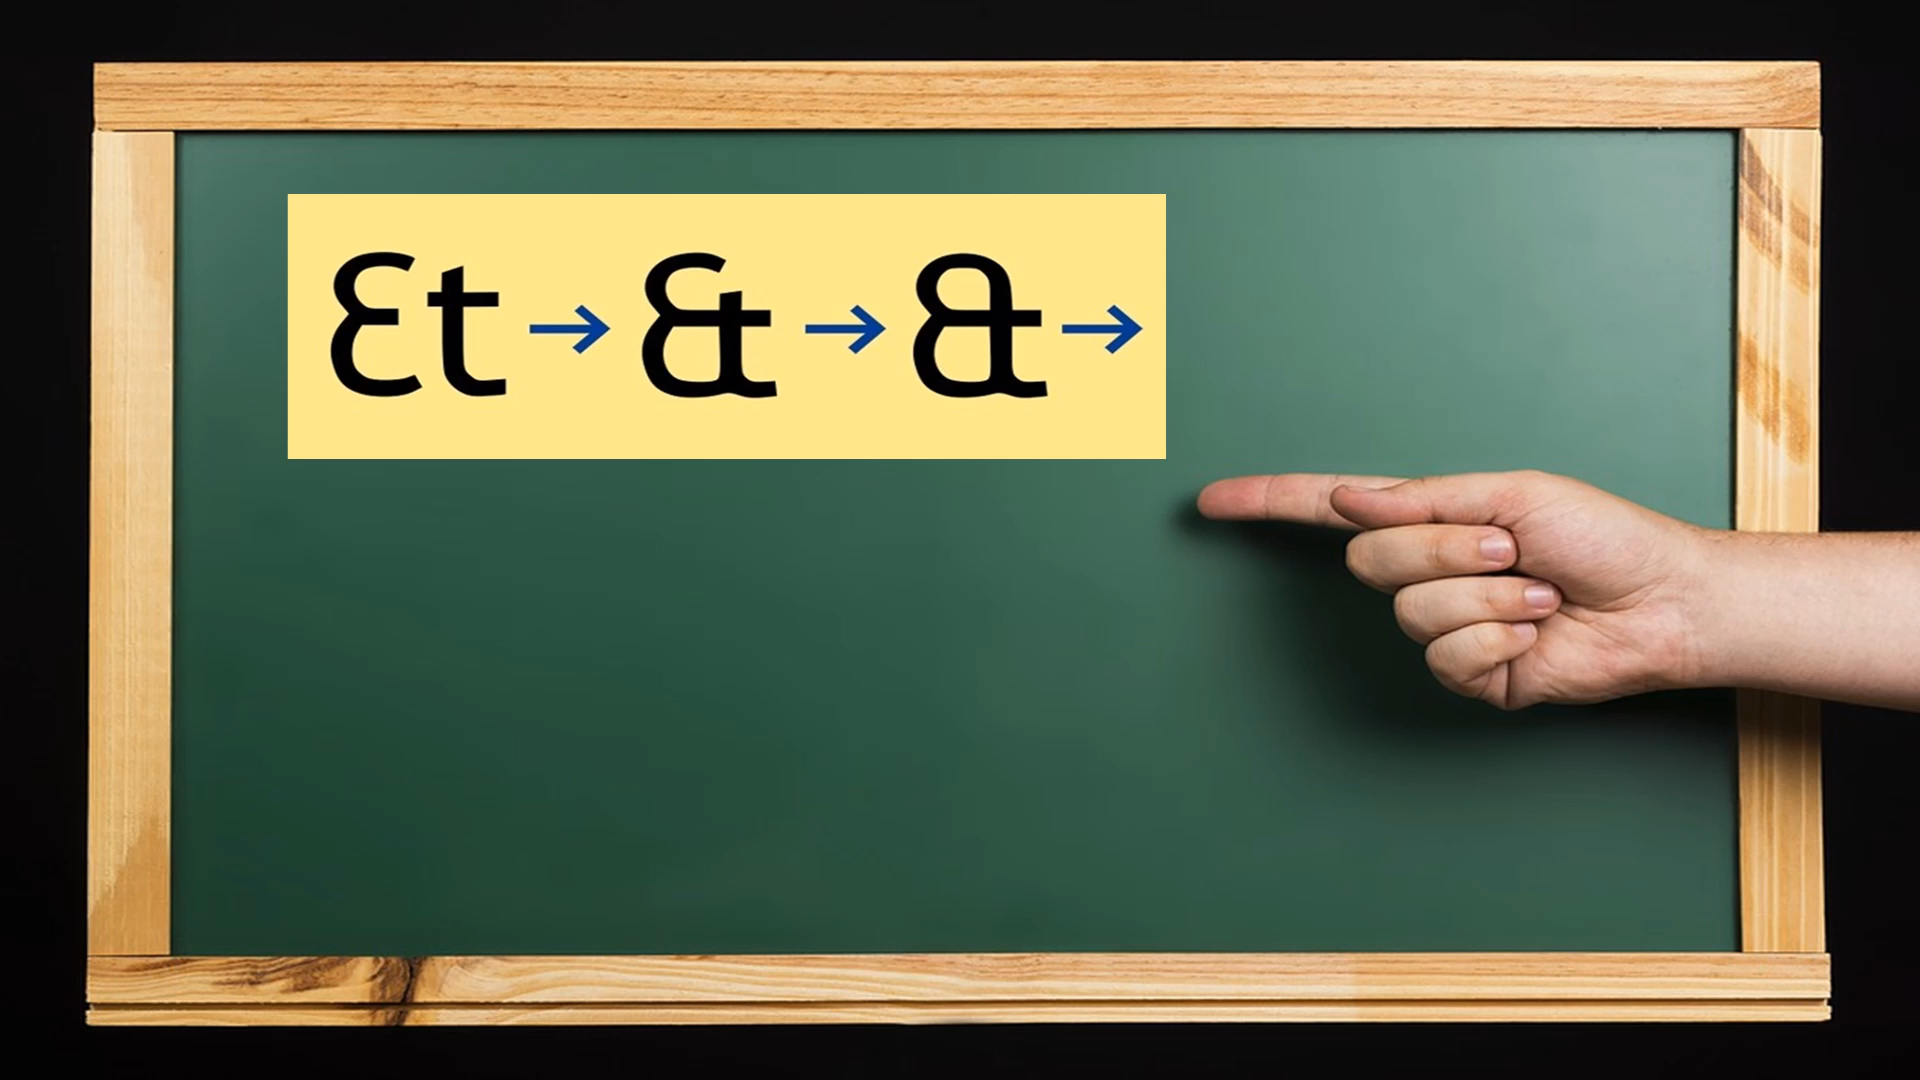 Et → & → & →